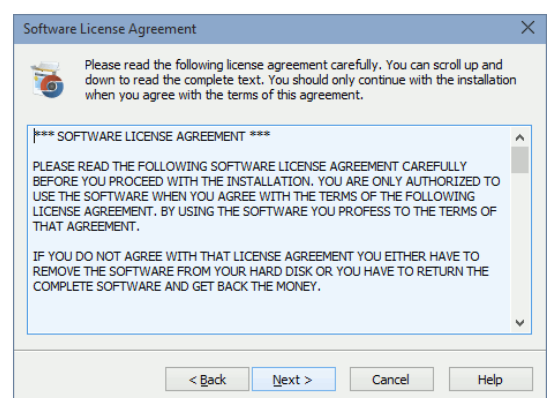 Software License Agreement
Please read the following license agreement carefully. You can scroll up and
down to read the complete text. You should only continue with the installation
when you agree with the terms of this agreement.
*** SOFTWARE LICENSE AGREEMENT ***
PLEASE READ THE FOLLOWING SOFTWARE LICENSE AGREEMENT CAREFULLY
BEFORE YOU PROCEED WITH THE INSTALLATION. YOU ARE ONLY AUTHORIZED TO
USE THE SOFTWARE WHEN YOU AGREE WITH THE TERMS OF THE FOLLOWING
LICENSE AGREEMENT. BY USING THE SOFTWARE YOU PROFESS TO THE TERMS OF
THAT AGREEMENT.
IF YOU DO NOT AGREE WITH THAT LICENSE AGREEMENT YOU EITHER HAVE TO
REMOVE THE SOFTWARE FROM YOUR HARD DISK OR YOU HAVE TO RETURN THE
COMPLETE SOFTWARE AND GET BACK THE MONEY.
< Back Next > Cancel Help